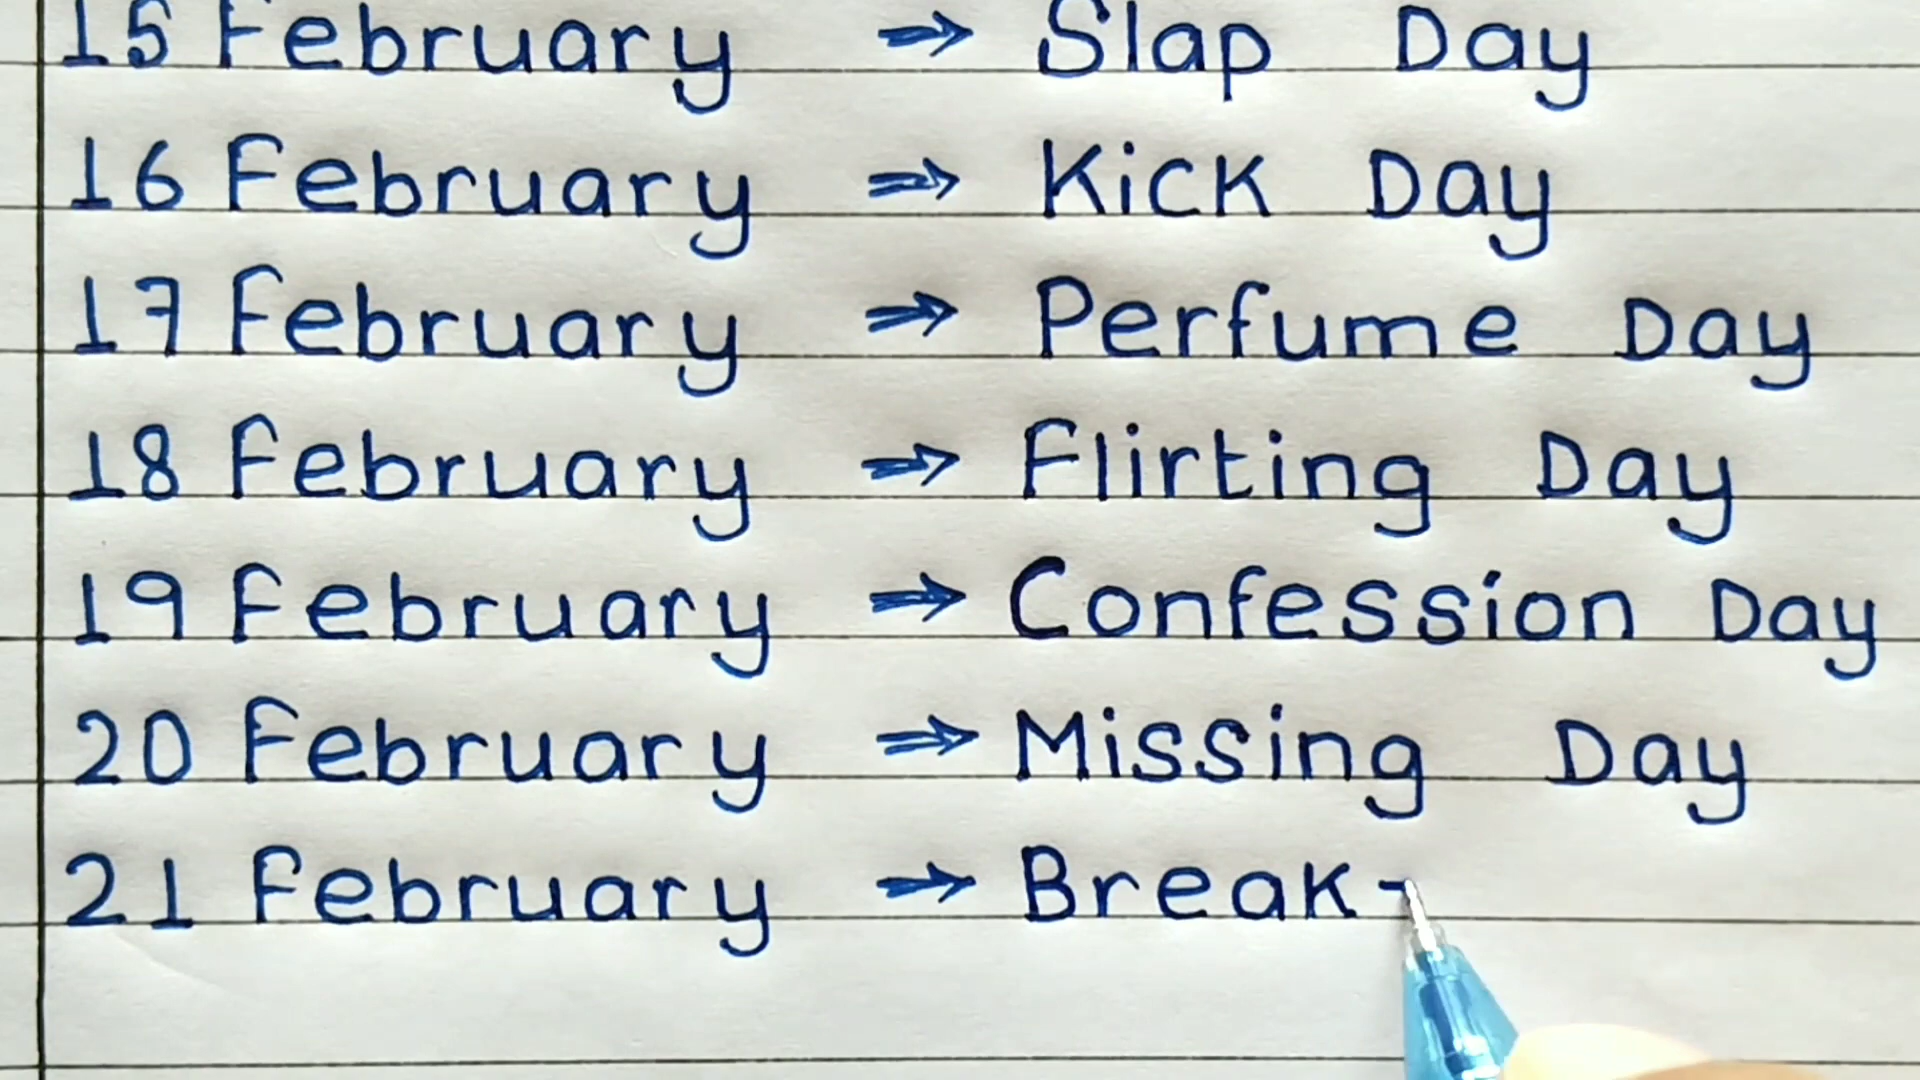 15 February ⇒ Slap Day
16 February ⇒ Kick Day
17 February ⇒ Perfume Day
18 February ⇒ Flirting Day
19 February ⇒ Confession Day
20 February ⇒ Missing Day
21 February ⇒ Break-